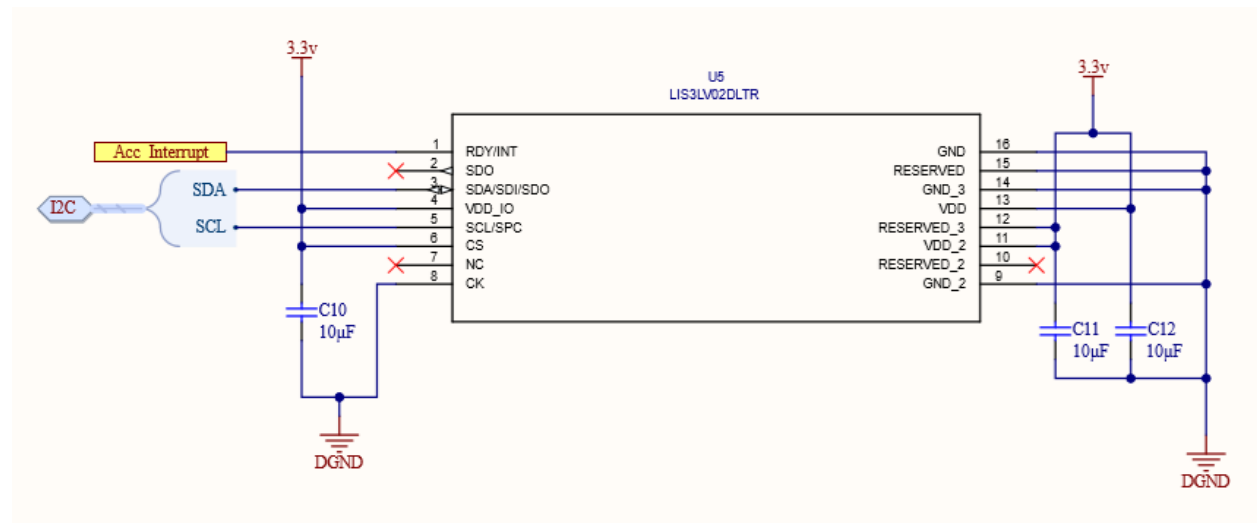 3.3v
U5
LIS3LV02DLTR
3.3v
Acc Interrupt
1 RDY/INT
2 SDO
3 SDA/SDI/SDO
4 VDD_IO
5 SCL/SPC
6 CS
7 NC
8 CK
GND 16
RESERVED 15
GND_3 14
VDD 13
RESERVED_3 12
VDD_2 11
RESERVED_2 10
GND_2 9
I2C
SDA
SCL
C10
10µF
C11
10µF
C12
10µF
DGND
DGND